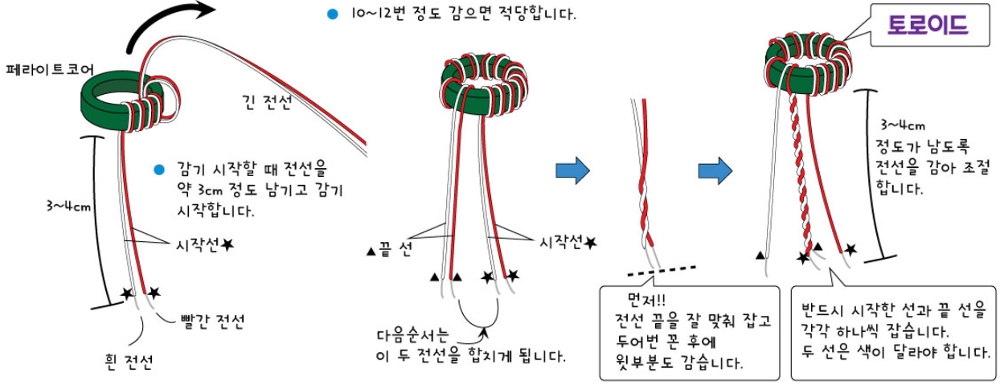 ● 10~12번 정도 감으면 적당합니다.
페라이트코어
긴 전선
● 감기 시작할 때 전선을
약 3cm 정도 남기고 감기
시작합니다.
3~4cm
시작선★
★ ★
빨간 전선
흰 전선
▲끝 선
시작선★
▲ ▲ ★ ★
다음순서는
이 두 전선을 합치게 됩니다.
먼저!!
전선 끝을 잘 맞춰 잡고
두어번 꼰 후에
윗부분도 감습니다.
토로이드
3~4cm
정도가 남도록
전선을 감아 조절
합니다.
▲ ★ ▲ ★
반드시 시작한 선과 끝 선을
각각 하나씩 잡습니다.
두 선은 색이 달라야 합니다.